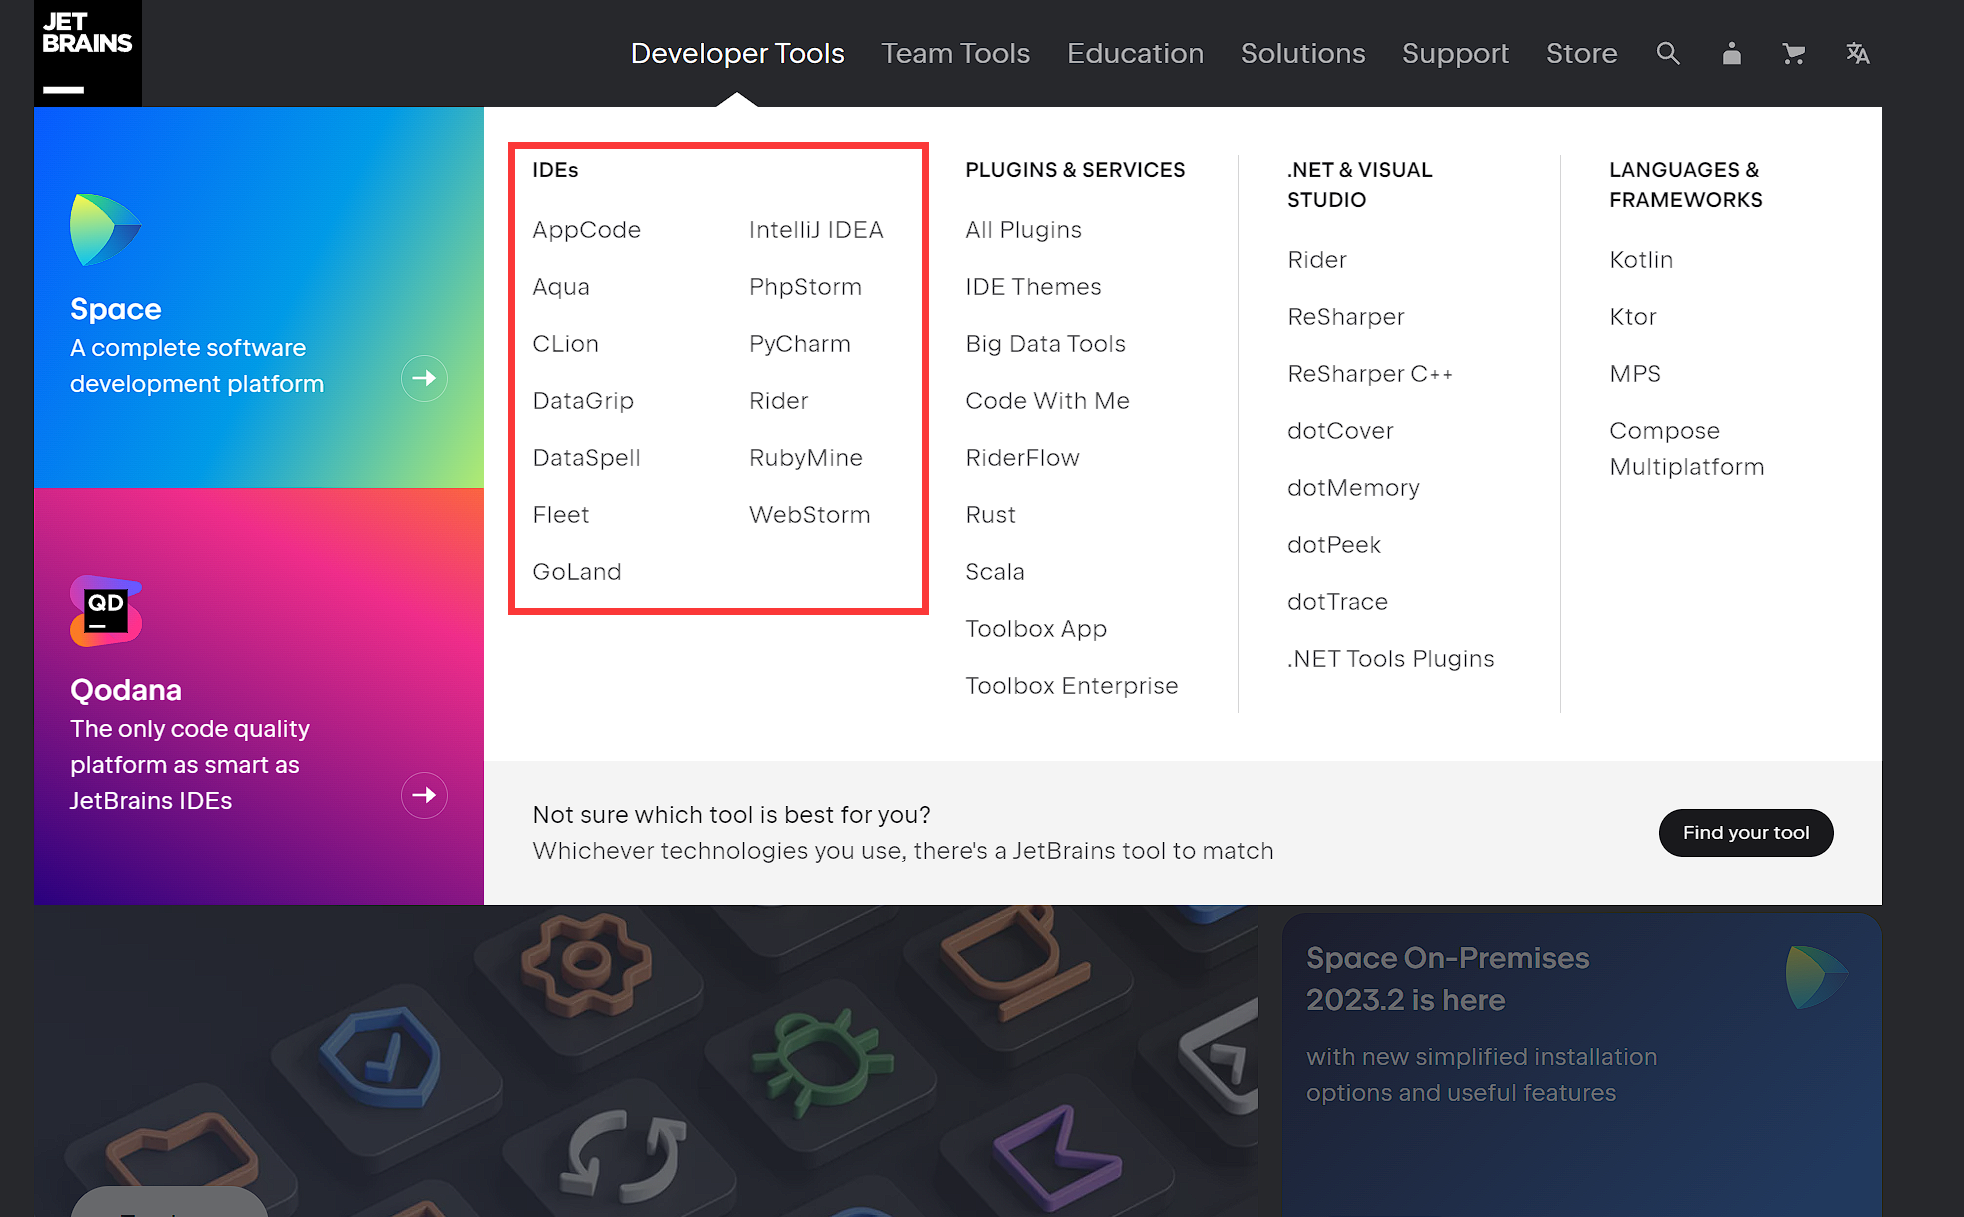 JET
BRAINS
Developer Tools
Team Tools
Education
Solutions
Support
Store
Space
A complete software
development platform
QD
Qodana
The only code quality
platform as smart as
JetBrains IDEs
IDEs
AppCode
Aqua
CLion
DataGrip
DataSpell
Fleet
GoLand
IntelliJ IDEA
PhpStorm
PyCharm
Rider
RubyMine
WebStorm
PLUGINS & SERVICES
All Plugins
IDE Themes
Big Data Tools
Code With Me
RiderFlow
Rust
Scala
Toolbox App
Toolbox Enterprise
.NET & VISUAL
STUDIO
Rider
ReSharper
ReSharper C++
dotCover
dotMemory
dotPeek
dotTrace
.NET Tools Plugins
LANGUAGES &
FRAMEWORKS
Kotlin
Ktor
MPS
Compose
Multiplatform
Not sure which tool is best for you?
Whichever technologies you use, there's a JetBrains tool to match
Find your tool
Space On-Premises
2023.2 is here
with new simplified installation
options and useful features